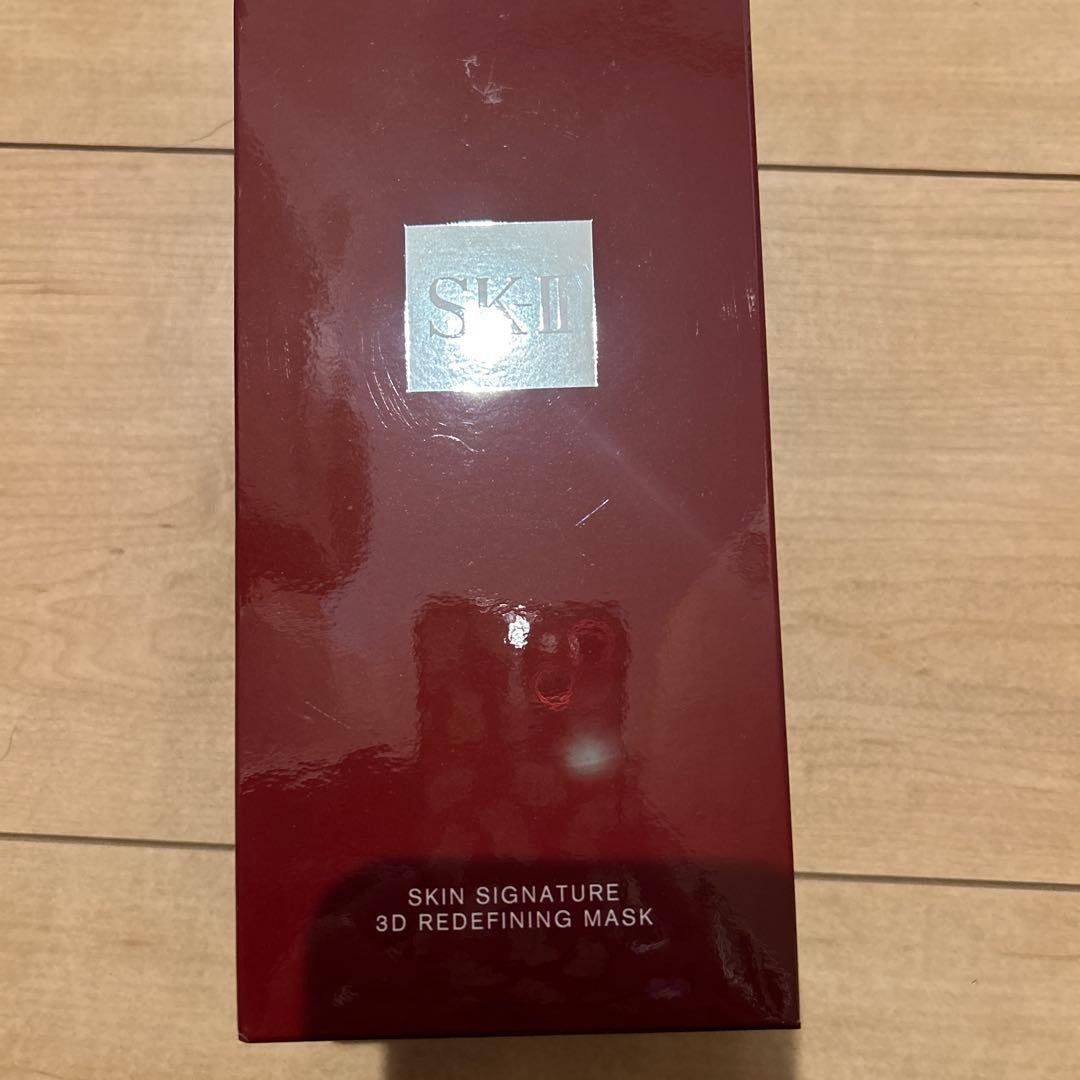 SK-II
SKIN SIGNATURE
3D REDEFINING MASK